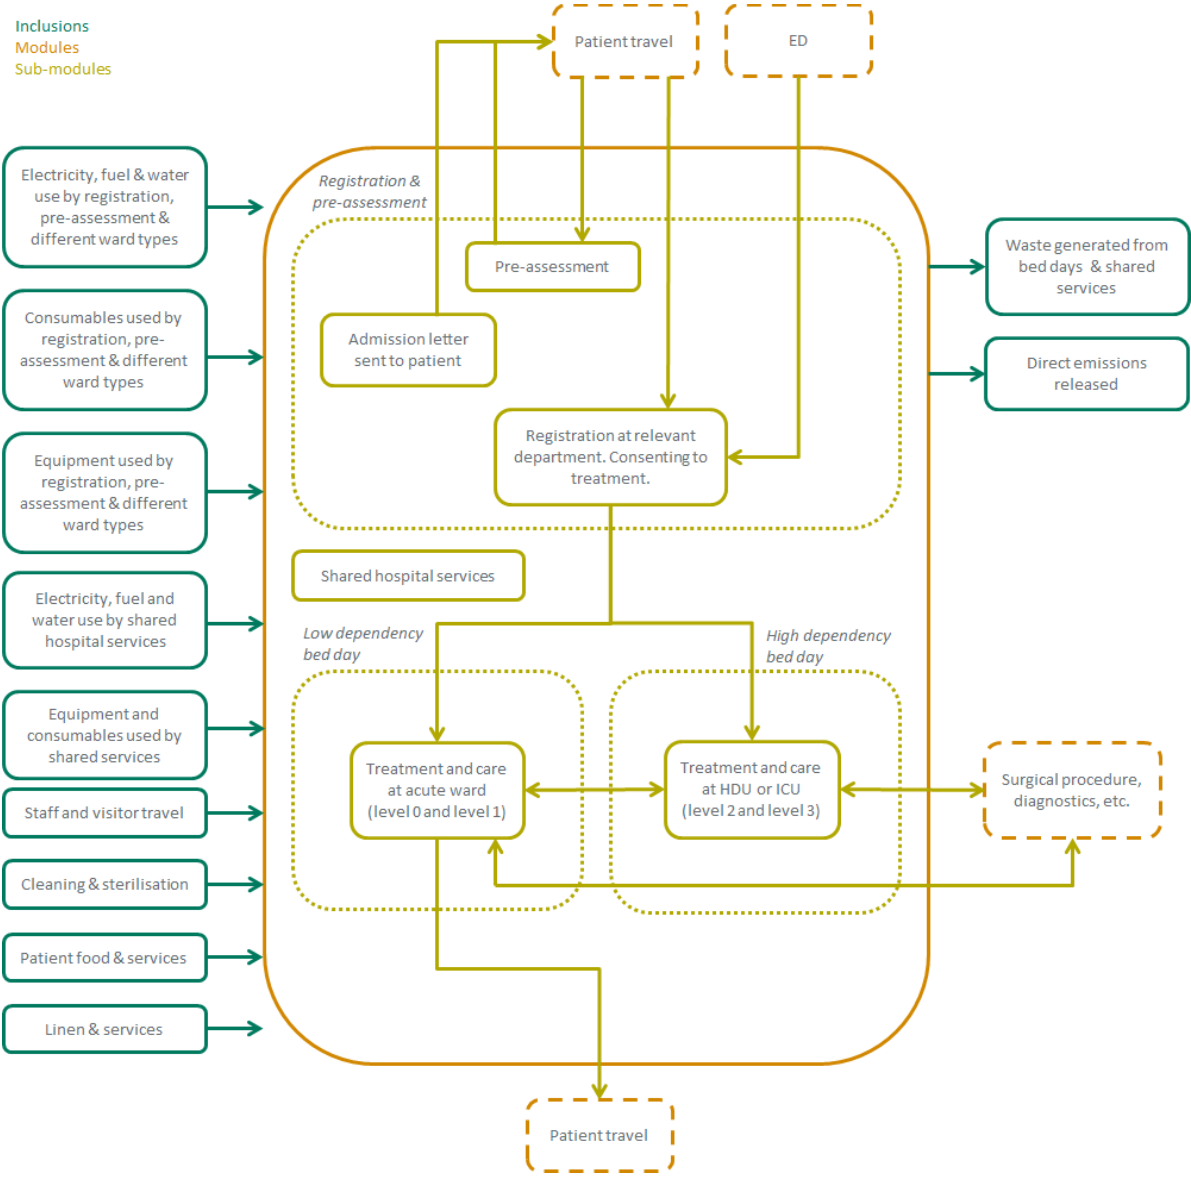 Inclusions
Modules
Sub-modules
Patient travel
ED
Electricity, fuel & water
use by registration,
pre-assessment &
different ward types
Consumables used by
registration, pre-
assessment & different
ward types
Equipment used by
registration, pre-
assessment & different
ward types
Electricity, fuel and
water use by shared
hospital services
Equipment and
consumables used by
shared services
Staff and visitor travel
Cleaning & sterilisation
Patient food & services
Linen & services
Registration &
pre-assessment
Pre-assessment
Admission letter
sent to patient
Registration at relevant
department. Consenting to
treatment.
Shared hospital services
Low dependency
bed day
High dependency
bed day
Treatment and care
at acute ward
(level 0 and level 1)
Treatment and care
at HDU or ICU
(level 2 and level 3)
Waste generated from
bed days & shared
services
Direct emissions
released
Surgical procedure,
diagnostics, etc.
Patient travel